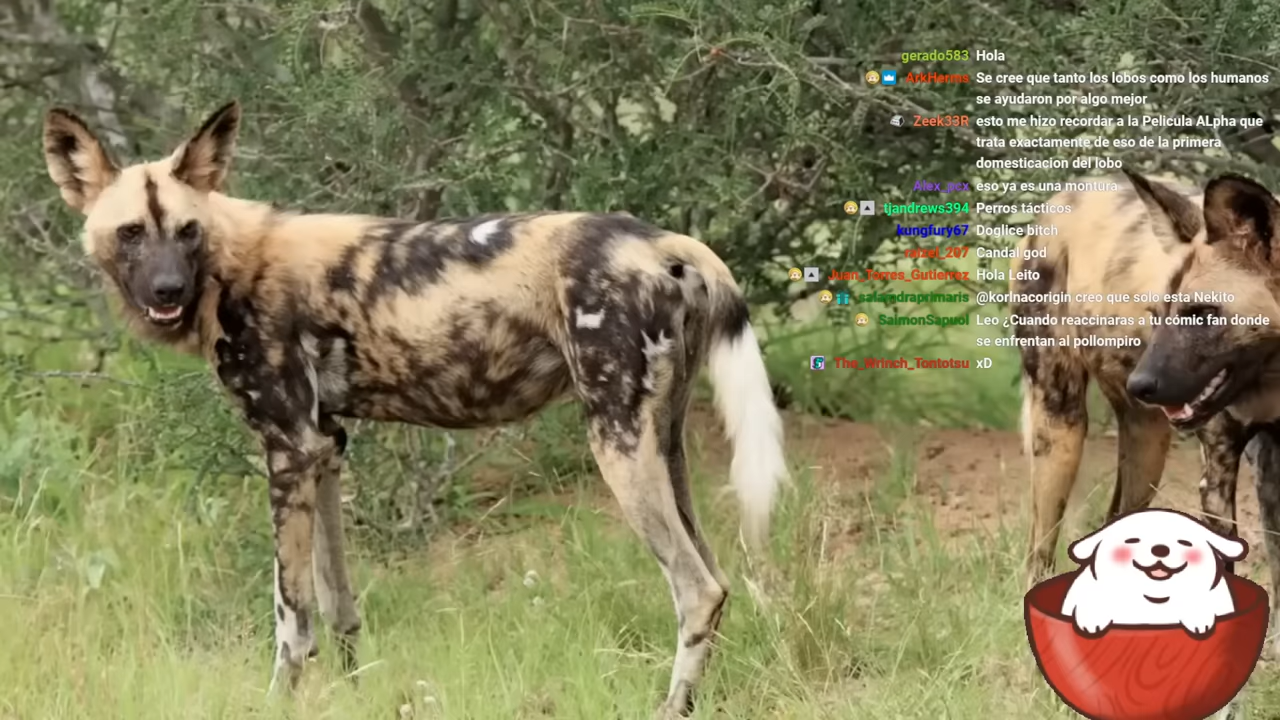 gerado583 Hola
ArkHerms Se cree que tanto los lobos como los humanos
se ayudaron por algo mejor
Zeek33R esto me hizo recordar a la Pelicula ALpha que
trata exactamente de eso de la primera
domesticacion del lobo
eso ya es una montura
tjandrews394 Perros tácticos
kungfury67 Doglice bitch
Candal god
Juan_Torres_Gutierrez Hola Leito
salamdraprimaris @korlnacorigin creo que solo esta Nekito
SaimonSapuol Leo ¿Cuando reaccinaras a tu cómic fan donde
se enfrentan al pollompiro
The_Wrinch_Tontotsu xD